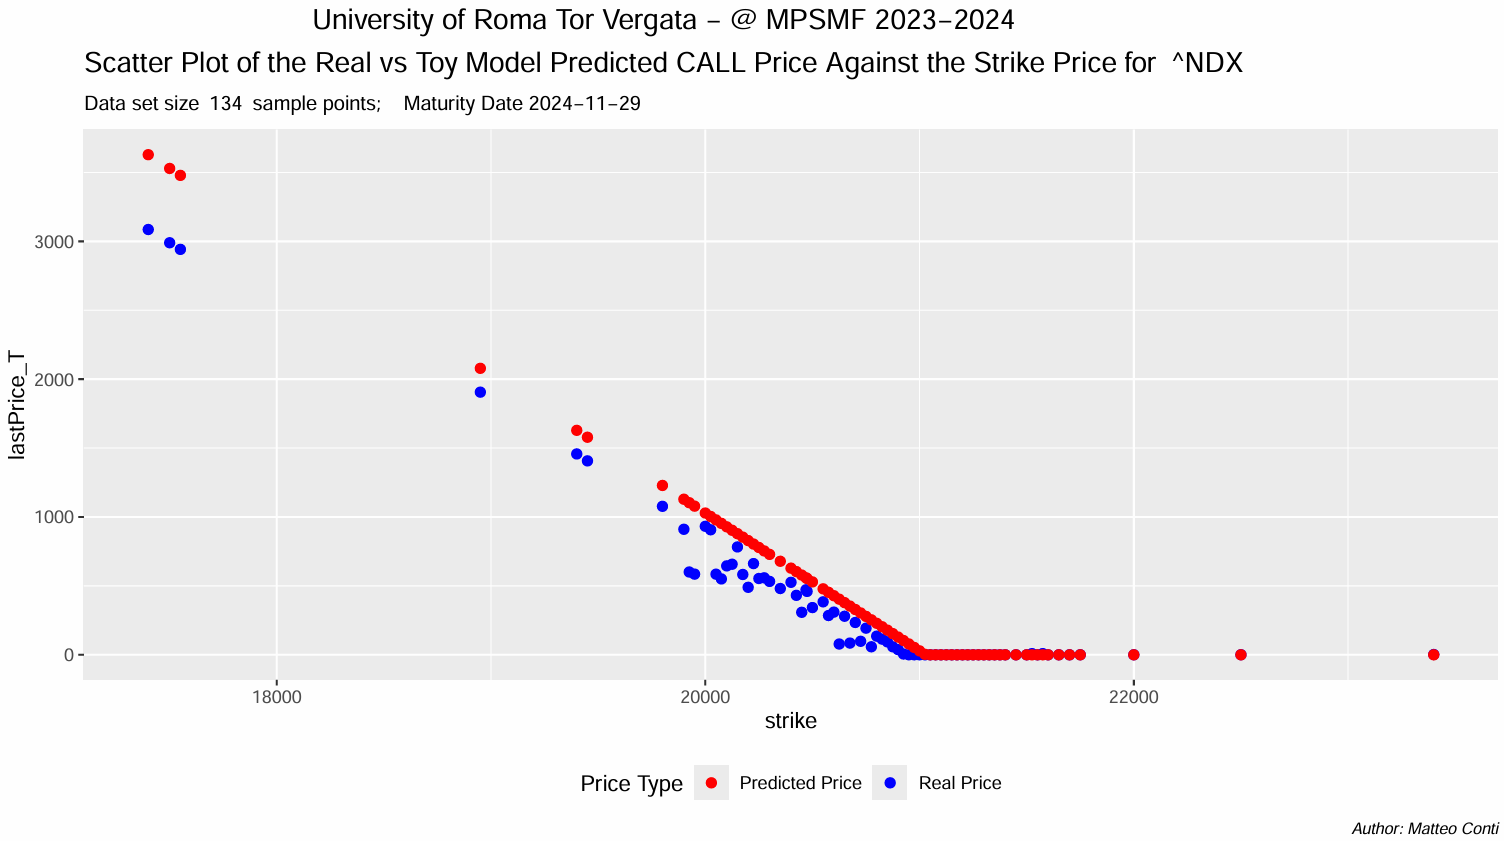 University of Roma Tor Vergata – @ MPSMF 2023–2024
Scatter Plot of the Real vs Toy Model Predicted CALL Price Against the Strike Price for ^NDX
Data set size 134 sample points; Maturity Date 2024–11–29
lastPrice_T
3000
2000
1000
0
18000 20000 22000
strike
Price Type Predicted Price Real Price
Author: Matteo Conti